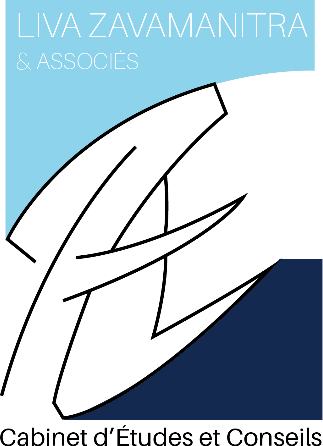 LIVA ZAVAMANITRA
& ASSOCIÉS
Cabinet d'Études et Conseils